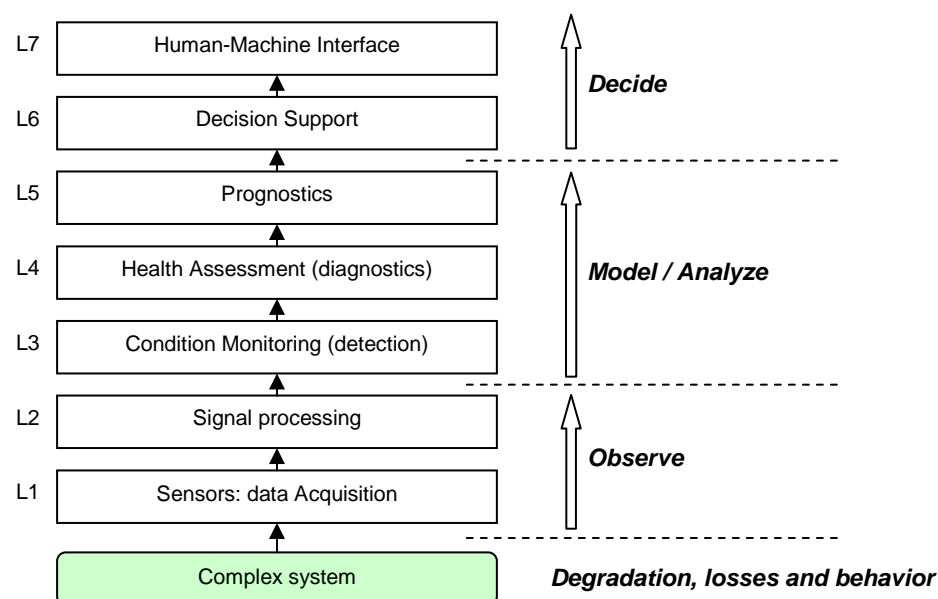 L7
Human-Machine Interface
Decide
L6
Decision Support
L5
Prognostics
L4
Health Assessment (diagnostics)
Model / Analyze
L3
Condition Monitoring (detection)
L2
Signal processing
Observe
L1
Sensors: data Acquisition
Complex system
Degradation, losses and behavior